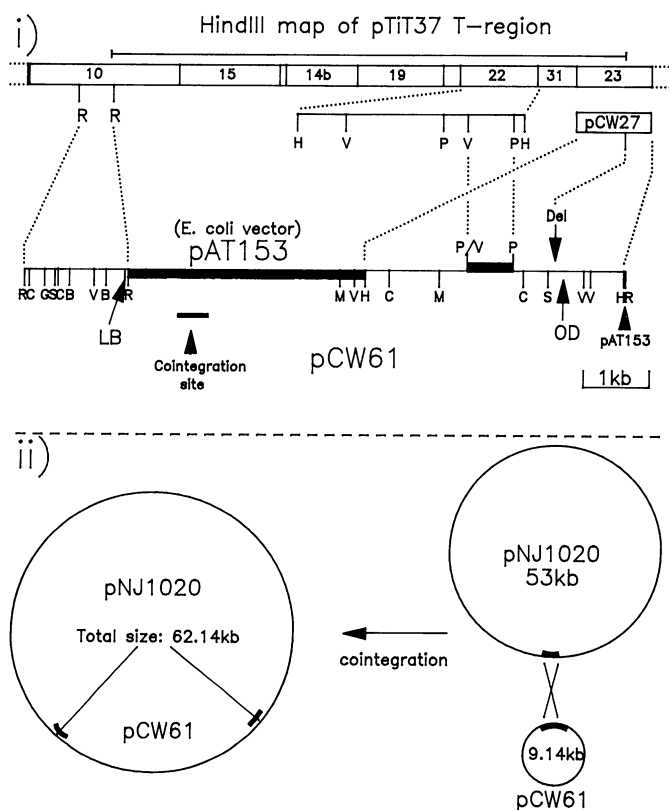 i)
HindIII map of pTiT37 T-region
10 15 14b 19 22 31 23
R R
H V P V P H
pCW27
(E. coli vector)
pAT153
Del
P/V P
R C G S C B V B R M V H C M C S V V H R
LB
OD
pAT153
Cointegration
site
pCW61
1kb
ii)
pNJ1020
53kb
pNJ1020
Total size: 62.14kb
cointegration
pCW61
9.14kb
pCW61